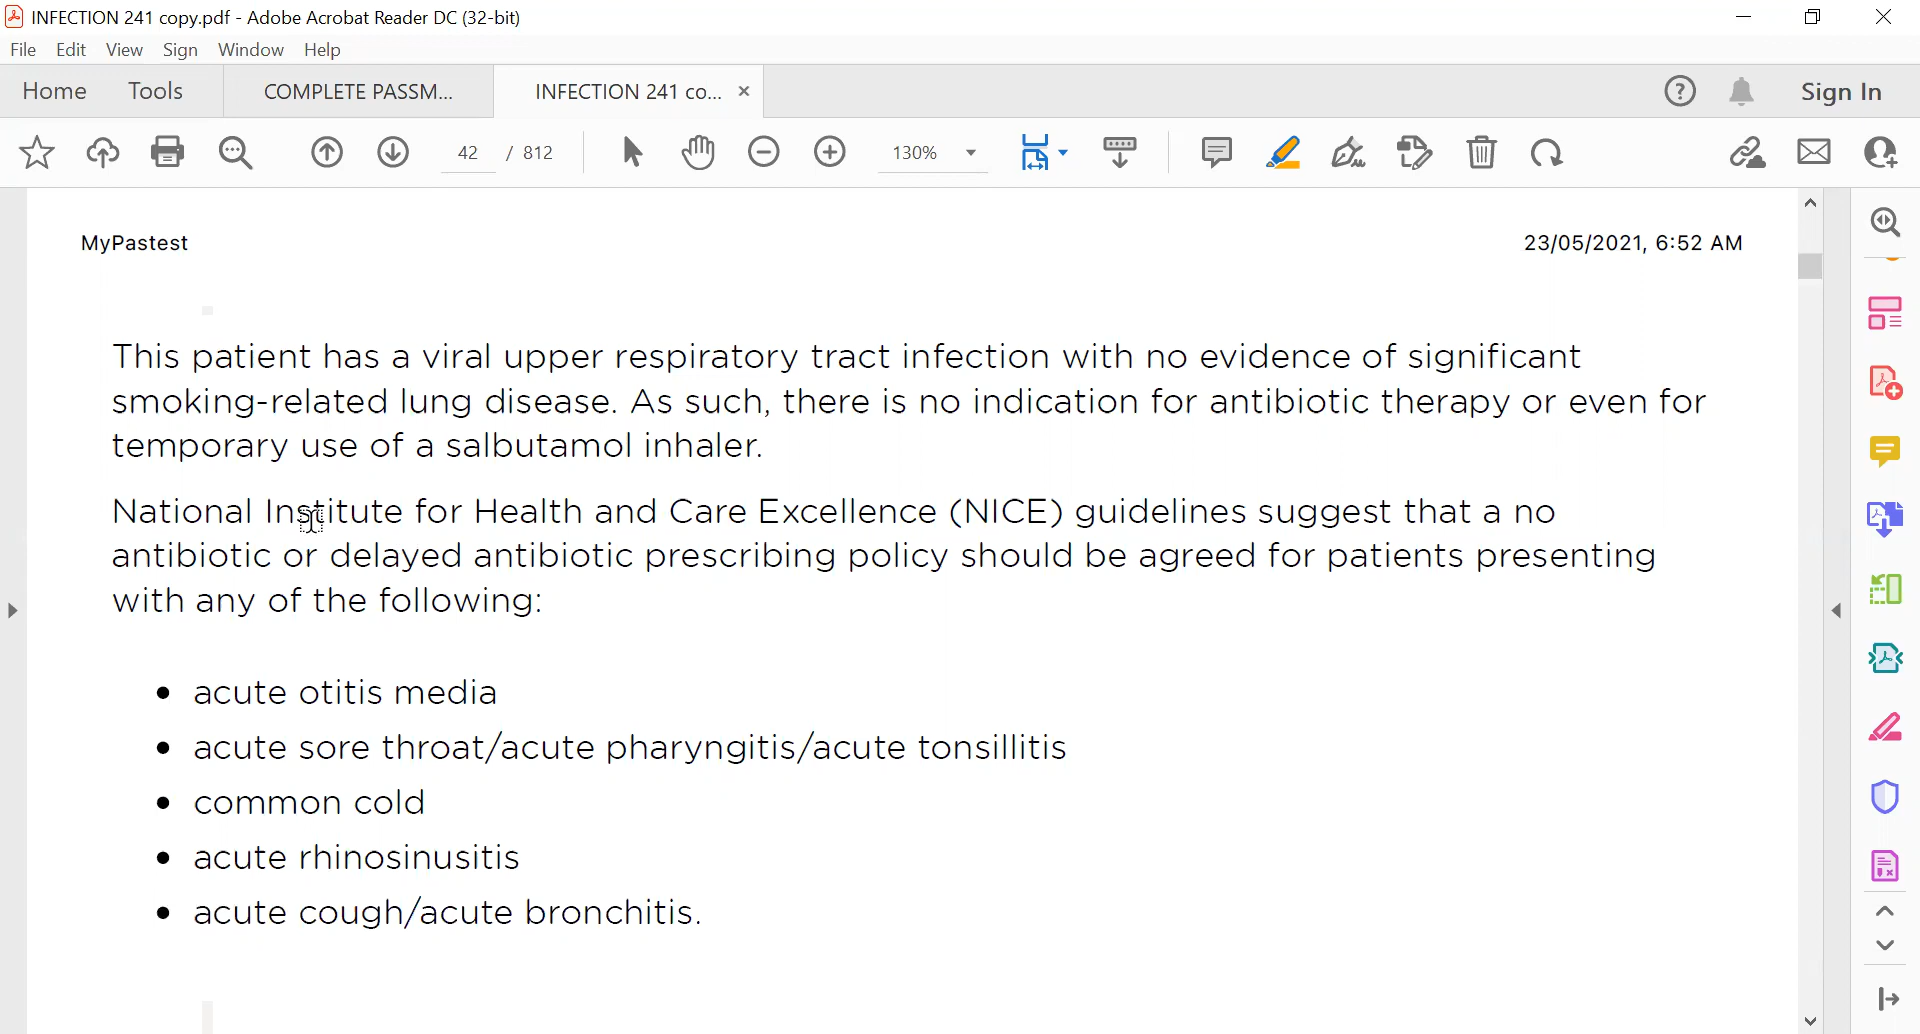 INFECTION 241 copy.pdf - Adobe Acrobat Reader DC (32-bit)
File Edit View Sign Window Help
Home Tools COMPLETE PASSM... INFECTION 241 co... × Sign In
42 / 812 130%
MyPastest 23/05/2021, 6:52 AM
This patient has a viral upper respiratory tract infection with no evidence of significant
smoking-related lung disease. As such, there is no indication for antibiotic therapy or even for
temporary use of a salbutamol inhaler.
National Institute for Health and Care Excellence (NICE) guidelines suggest that a no
antibiotic or delayed antibiotic prescribing policy should be agreed for patients presenting
with any of the following:
• acute otitis media
• acute sore throat/acute pharyngitis/acute tonsillitis
• common cold
• acute rhinosinusitis
• acute cough/acute bronchitis.